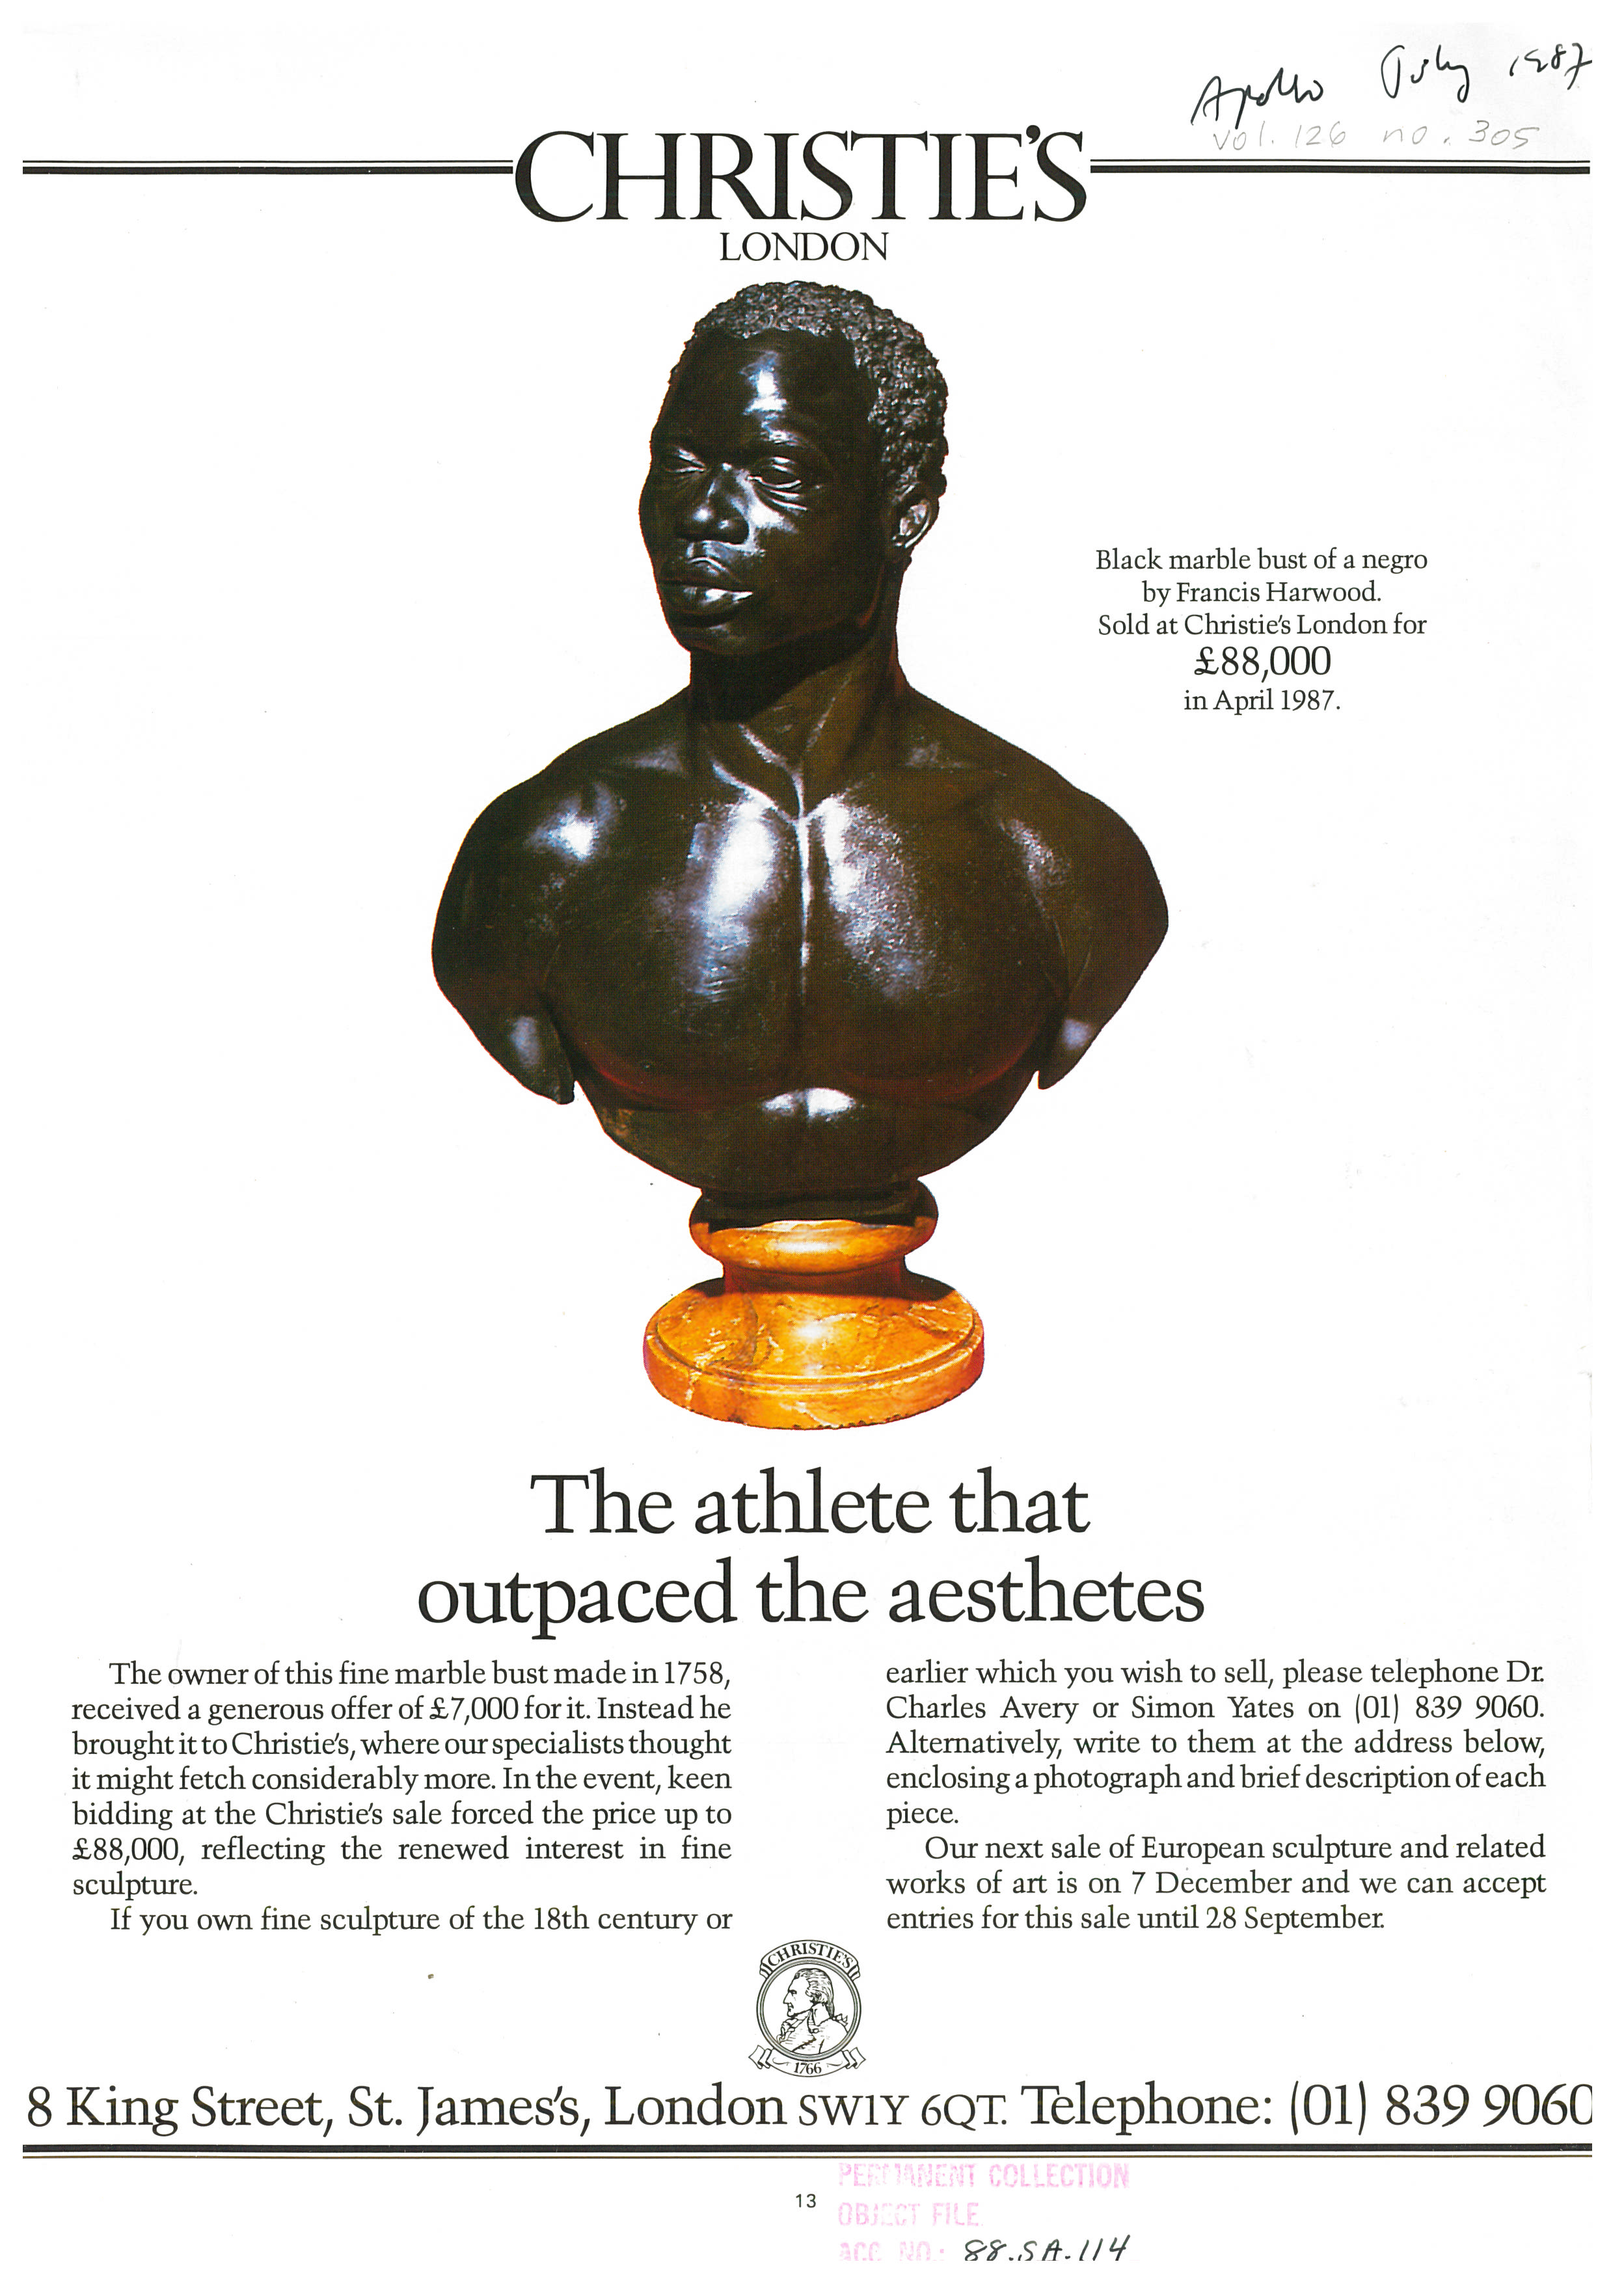 Apollo July 1987
vol. 126 no. 305
CHRISTIE'S
LONDON
Black marble bust of a negro
by Francis Harwood.
Sold at Christie's London for
£88,000
in April 1987.
The athlete that
outpaced the aesthetes
The owner of this fine marble bust made in 1758,
received a generous offer of £7,000 for it. Instead he
brought it to Christie's, where our specialists thought
it might fetch considerably more. In the event, keen
bidding at the Christie's sale forced the price up to
£88,000, reflecting the renewed interest in fine
sculpture.
If you own fine sculpture of the 18th century or
earlier which you wish to sell, please telephone Dr.
Charles Avery or Simon Yates on (01) 839 9060.
Alternatively, write to them at the address below,
enclosing a photograph and brief description of each
piece.
Our next sale of European sculpture and related
works of art is on 7 December and we can accept
entries for this sale until 28 September.
CHRISTIE'S
1766
8 King Street, St. James's, London SW1Y 6QT. Telephone: (01) 839 9060
13
PERMANENT COLLECTION
OBJECT FILE
ACC NO.: 88.SA.114